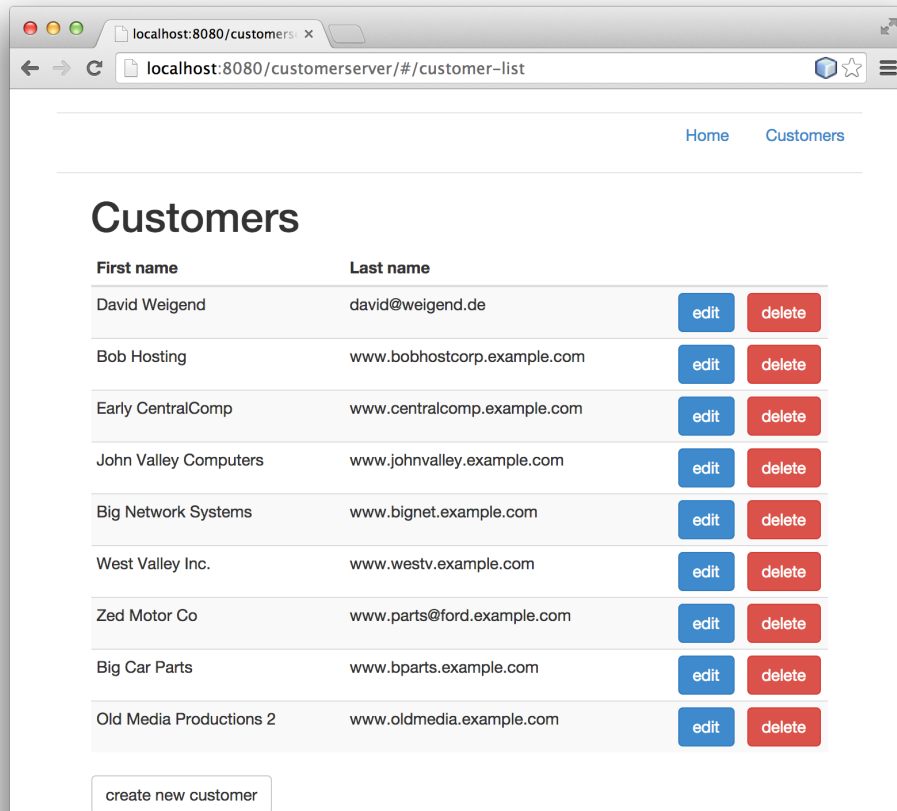 localhost:8080/customers
localhost:8080/customerserver/#/customer-list
Home Customers
Customers
First name Last name
David Weigend david@weigend.de edit delete
Bob Hosting www.bobhostcorp.example.com edit delete
Early CentralComp www.centralcomp.example.com edit delete
John Valley Computers www.johnvalley.example.com edit delete
Big Network Systems www.bignet.example.com edit delete
West Valley Inc. www.westv.example.com edit delete
Zed Motor Co www.parts@ford.example.com edit delete
Big Car Parts www.bparts.example.com edit delete
Old Media Productions 2 www.oldmedia.example.com edit delete
create new customer